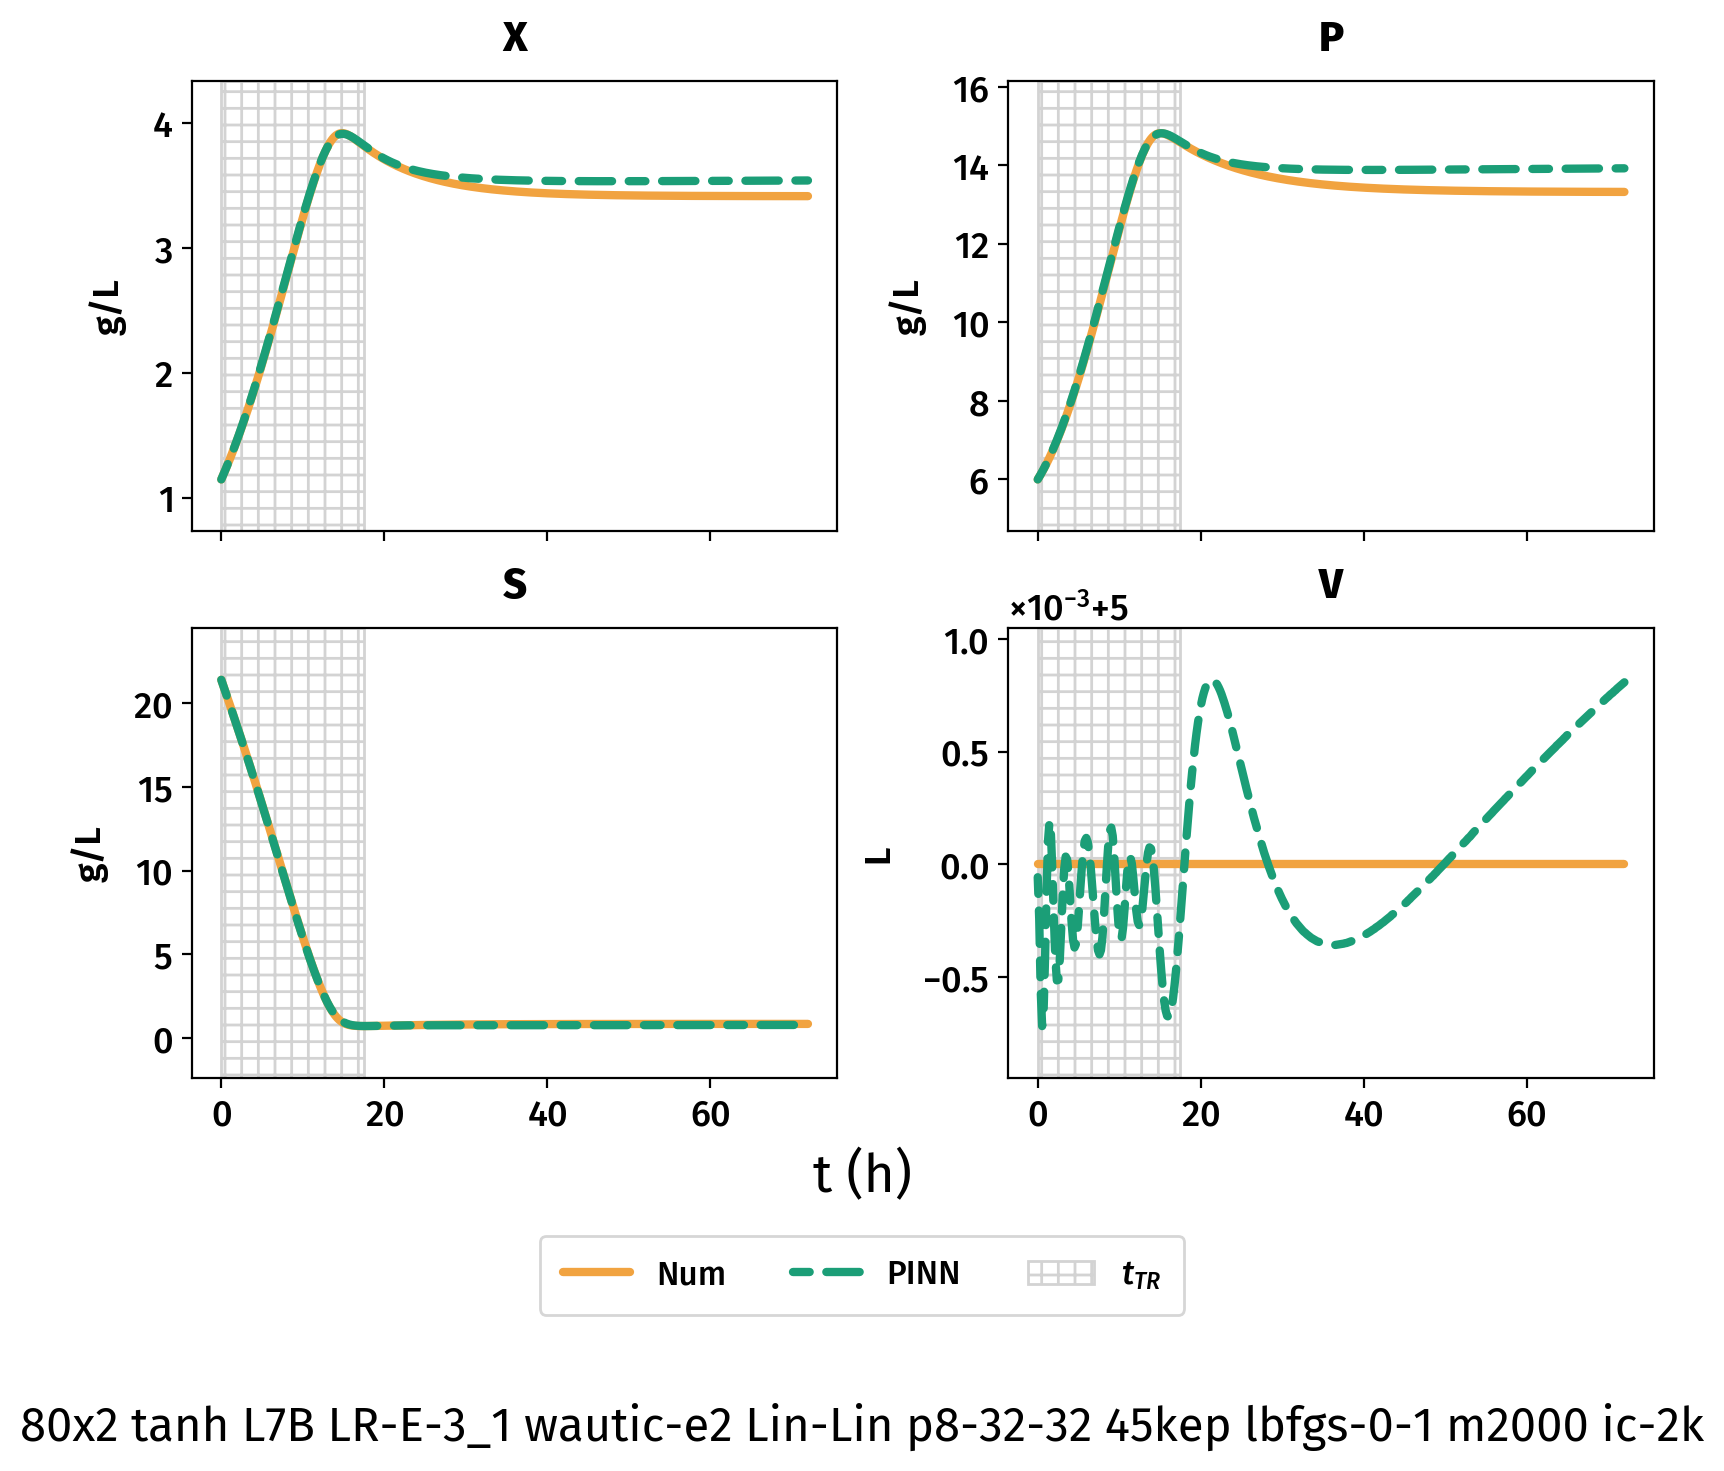 X
P
4
3
2
1
g/L
16
14
12
10
8
6
g/L
S
V
×10⁻³+5
20
15
10
5
0
g/L
0 20 40 60
1.0
0.5
0.0
−0.5
L
0 20 40 60
t (h)
Num PINN t_TR
80x2 tanh L7B LR-E-3_1 wautic-e2 Lin-Lin p8-32-32 45kep lbfgs-0-1 m2000 ic-2k